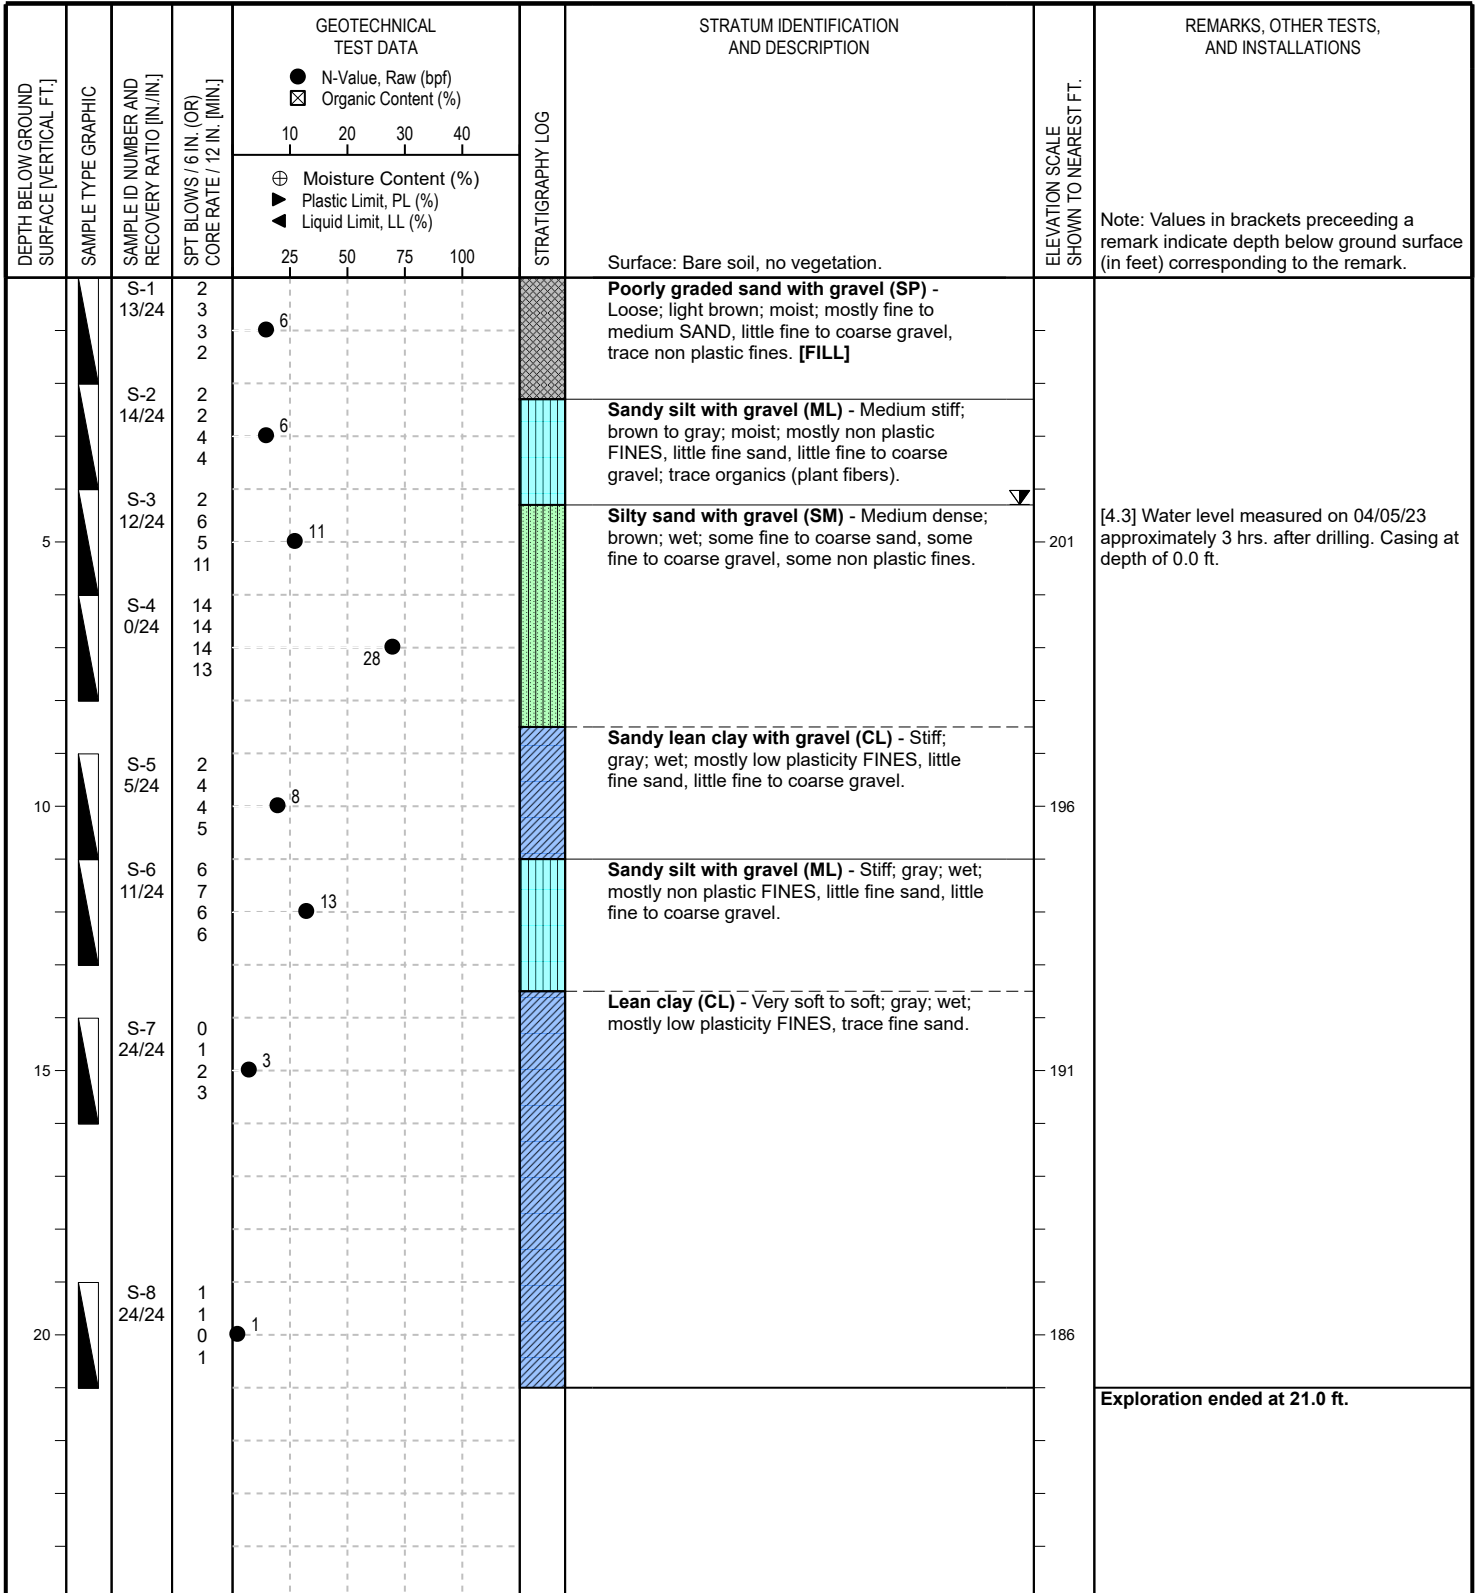 GEOTECHNICAL
TEST DATA
N-Value, Raw (bpf)
Organic Content (%)
10 20 30 40
Moisture Content (%)
Plastic Limit, PL (%)
Liquid Limit, LL (%)
25 50 75 100
DEPTH BELOW GROUND
SURFACE [VERTICAL FT.]
SAMPLE TYPE GRAPHIC
SAMPLE ID NUMBER AND
RECOVERY RATIO [IN./IN.]
SPT BLOWS / 6 IN. (OR)
CORE RATE / 12 IN. [MIN.]
STRATIGRAPHY LOG
STRATUM IDENTIFICATION
AND DESCRIPTION
Surface: Bare soil, no vegetation.
ELEVATION SCALE
SHOWN TO NEAREST FT.
REMARKS, OTHER TESTS,
AND INSTALLATIONS
Note: Values in brackets preceeding a
remark indicate depth below ground surface
(in feet) corresponding to the remark.
S-1
13/24
2
3
3
2
6
Poorly graded sand with gravel (SP) -
Loose; light brown; moist; mostly fine to
medium SAND, little fine to coarse gravel,
trace non plastic fines. [FILL]
S-2
14/24
2
2
4
4
6
Sandy silt with gravel (ML) - Medium stiff;
brown to gray; moist; mostly non plastic
FINES, little fine sand, little fine to coarse
gravel; trace organics (plant fibers).
S-3
12/24
2
6
5
11
11
5
Silty sand with gravel (SM) - Medium dense;
brown; wet; some fine to coarse sand, some
fine to coarse gravel, some non plastic fines.
201
[4.3] Water level measured on 04/05/23
approximately 3 hrs. after drilling. Casing at
depth of 0.0 ft.
S-4
0/24
14
14
14
13
28
S-5
5/24
2
4
4
5
8
10
Sandy lean clay with gravel (CL) - Stiff;
gray; wet; mostly low plasticity FINES, little
fine sand, little fine to coarse gravel.
196
S-6
11/24
6
7
6
6
13
Sandy silt with gravel (ML) - Stiff; gray; wet;
mostly non plastic FINES, little fine sand, little
fine to coarse gravel.
S-7
24/24
0
1
2
3
3
15
Lean clay (CL) - Very soft to soft; gray; wet;
mostly low plasticity FINES, trace fine sand.
191
S-8
24/24
1
1
0
1
1
20
186
Exploration ended at 21.0 ft.